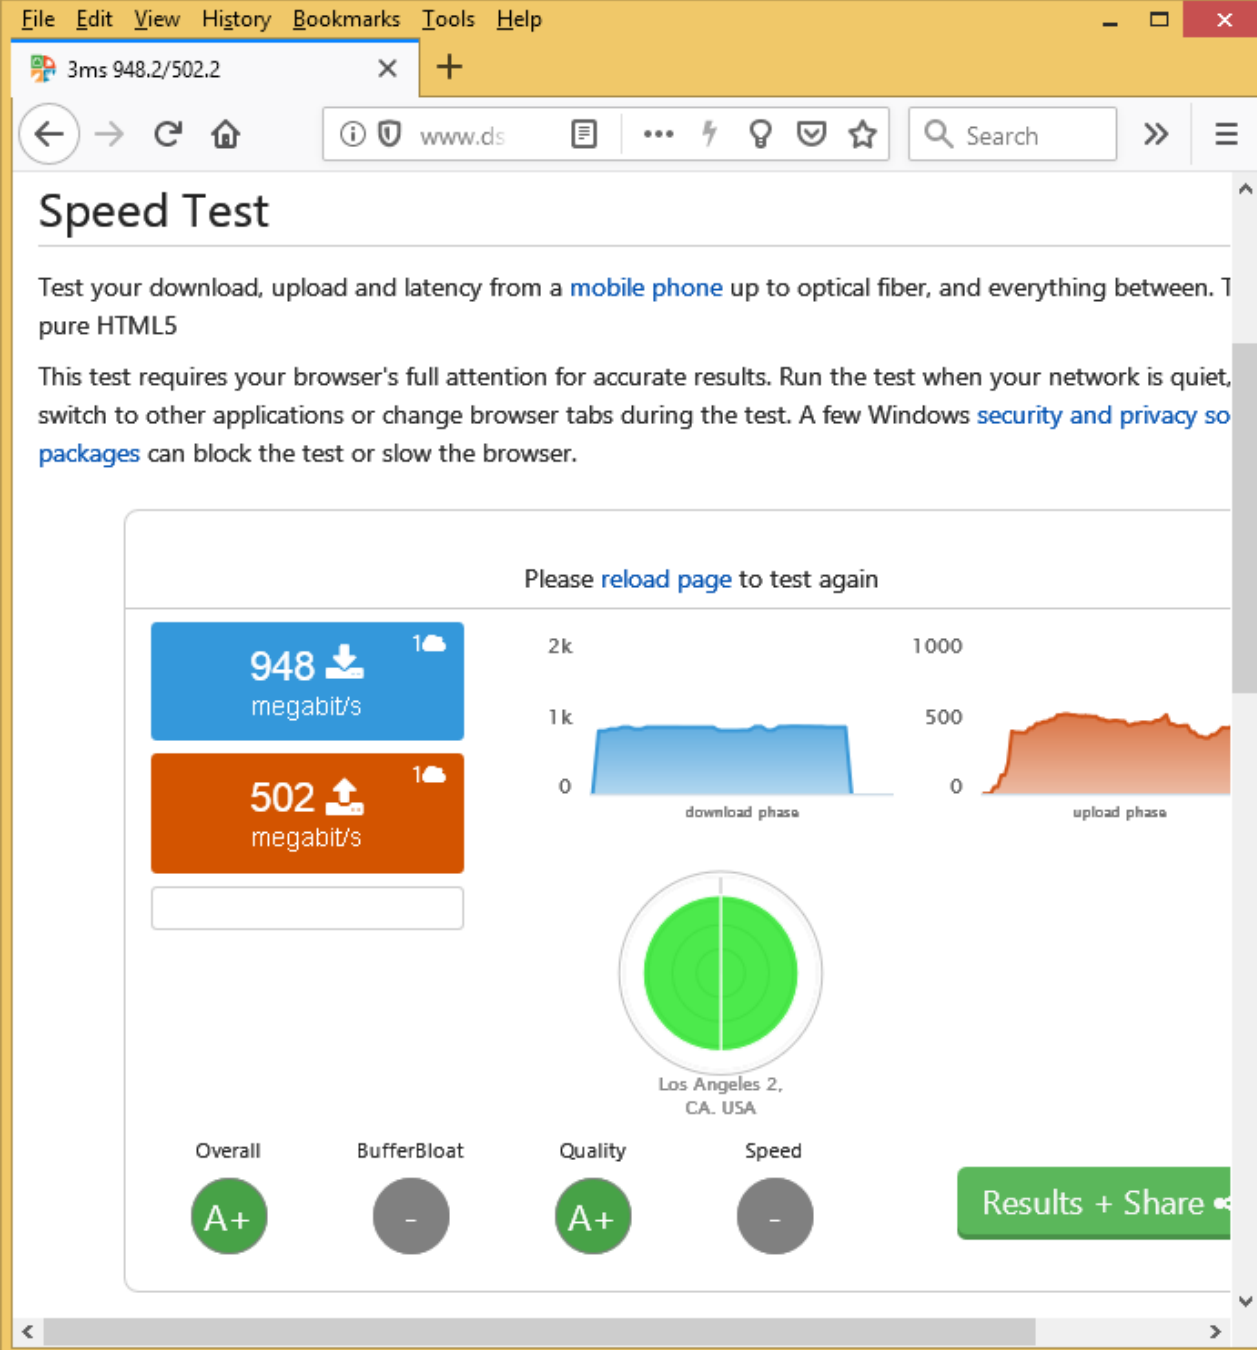 File Edit View History Bookmarks Tools Help
3ms 948.2/502.2
www.ds
Search
Speed Test
Test your download, upload and latency from a mobile phone up to optical fiber, and everything between. T
pure HTML5
This test requires your browser's full attention for accurate results. Run the test when your network is quiet,
switch to other applications or change browser tabs during the test. A few Windows security and privacy so
packages can block the test or slow the browser.
Please reload page to test again
948
1
megabit/s
502
1
megabit/s
2k
1k
0
download phase
1000
500
0
upload phase
Los Angeles 2,
CA. USA
Overall BufferBloat Quality Speed
A+ - A+ -
Results + Share